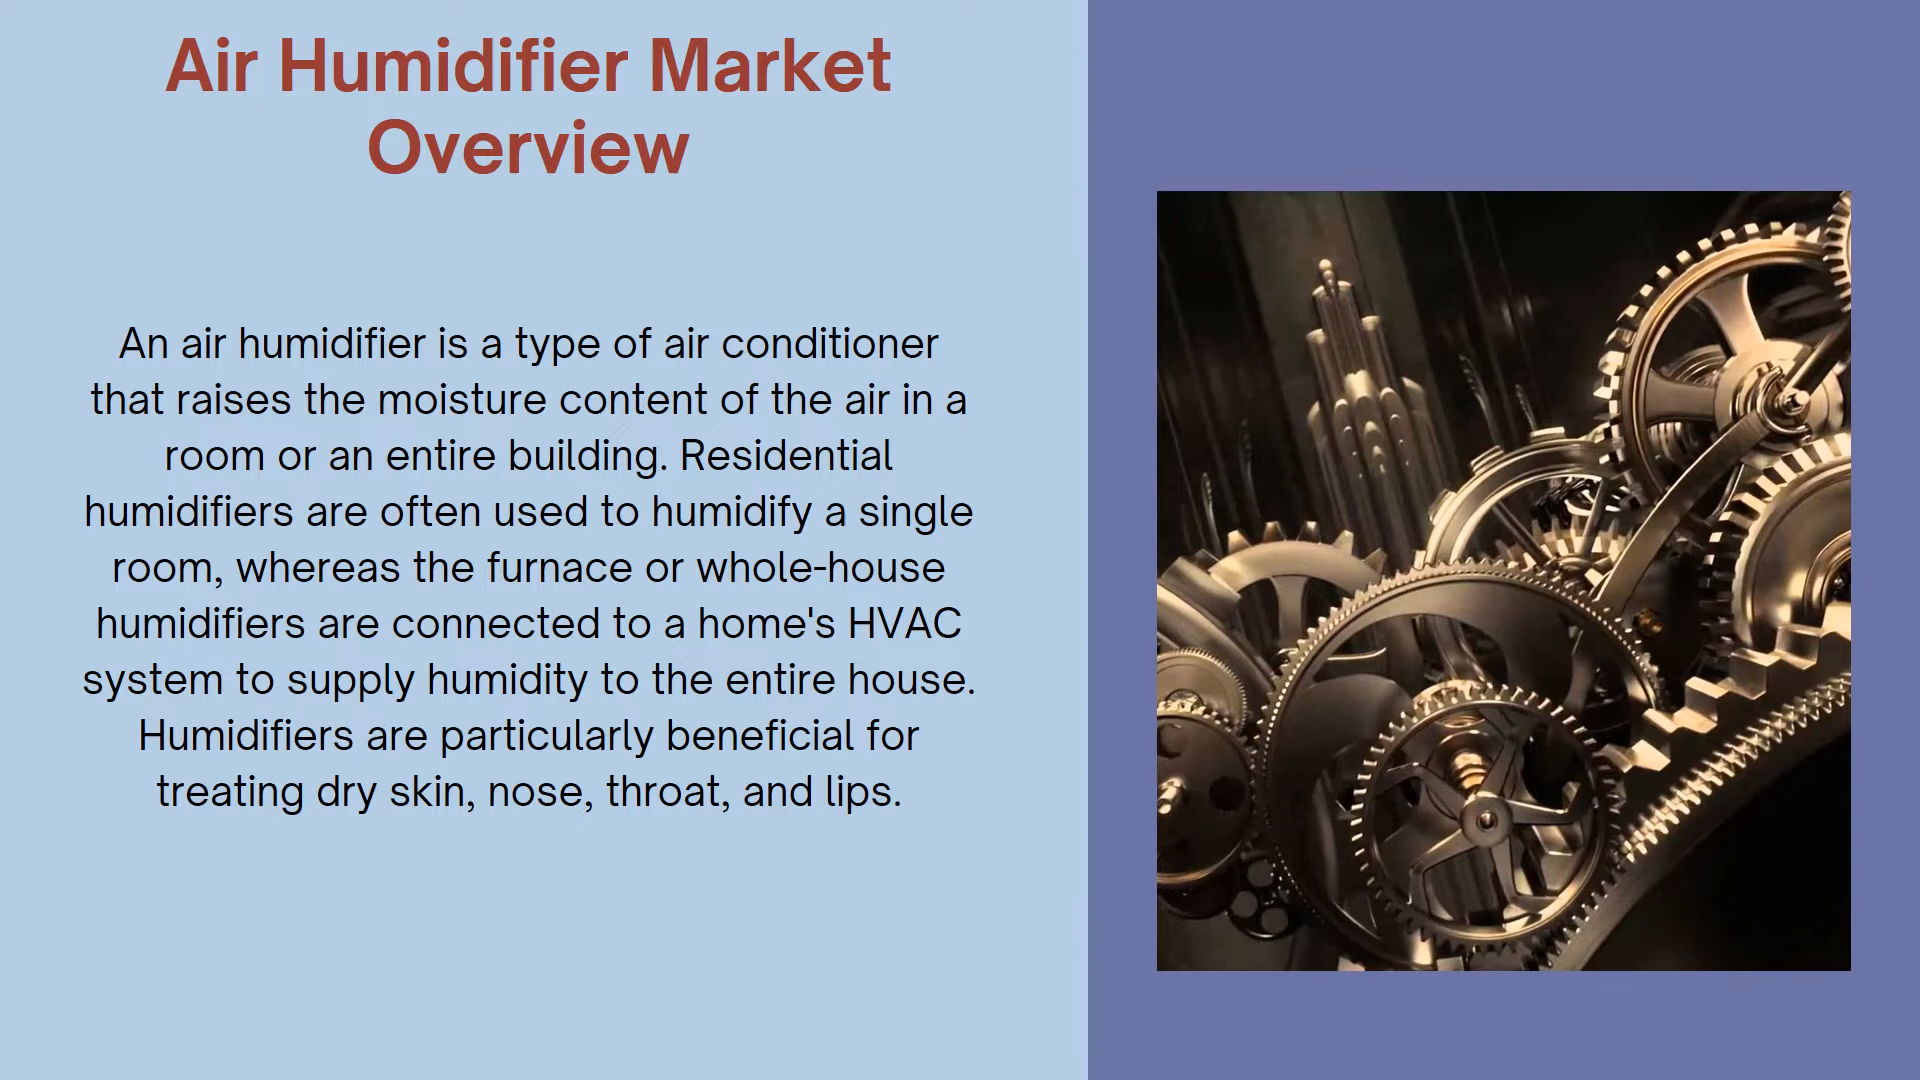 Air Humidifier Market
Overview
An air humidifier is a type of air conditioner
that raises the moisture content of the air in a
room or an entire building. Residential
humidifiers are often used to humidify a single
room, whereas the furnace or whole-house
humidifiers are connected to a home's HVAC
system to supply humidity to the entire house.
Humidifiers are particularly beneficial for
treating dry skin, nose, throat, and lips.